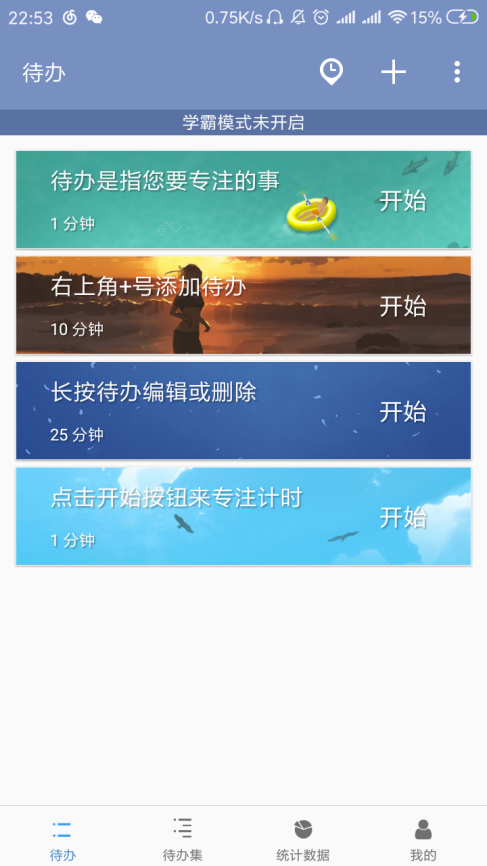 22:53 0.75K/s 15%
待办
学霸模式未开启
待办是指您要专注的事
开始
1 分钟
右上角+号添加待办
开始
10 分钟
长按待办编辑或删除
开始
25 分钟
点击开始按钮来专注计时
开始
1 分钟
待办 待办集 统计数据 我的